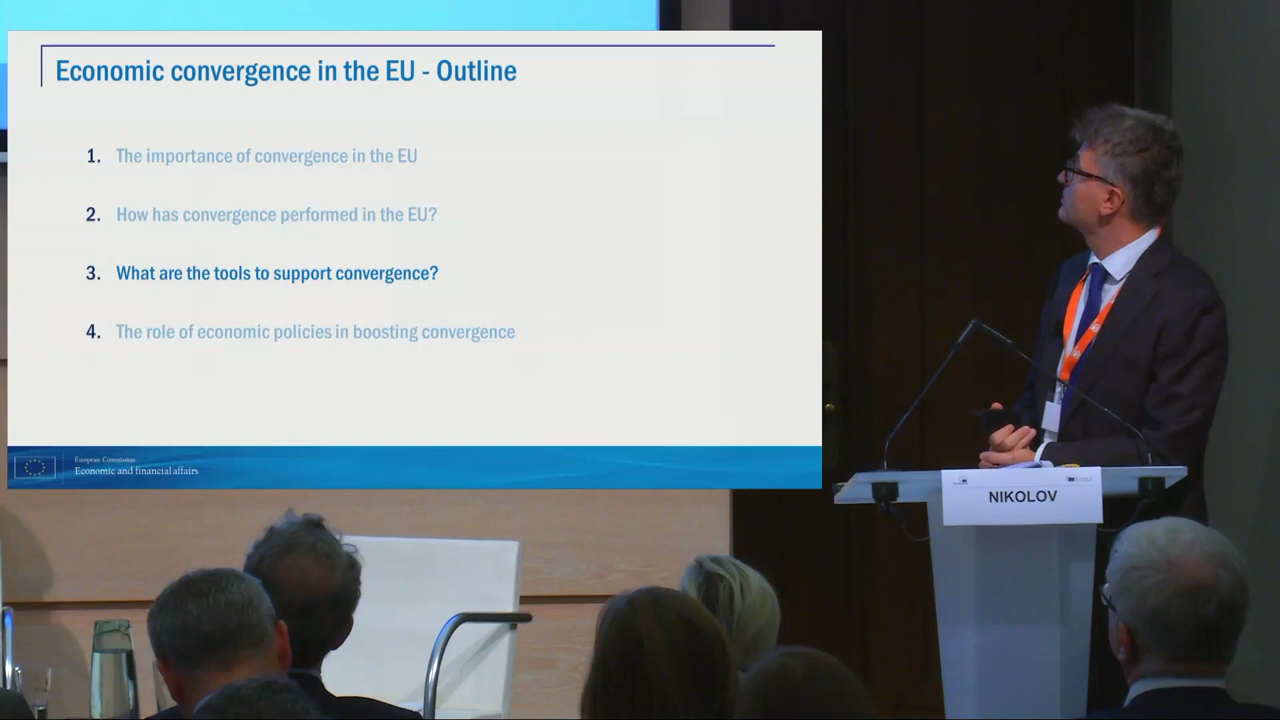 Economic convergence in the EU - Outline
1. The importance of convergence in the EU
2. How has convergence performed in the EU?
3. What are the tools to support convergence?
4. The role of economic policies in boosting convergence
European Commission
Economic and financial affairs
NIKOLOV